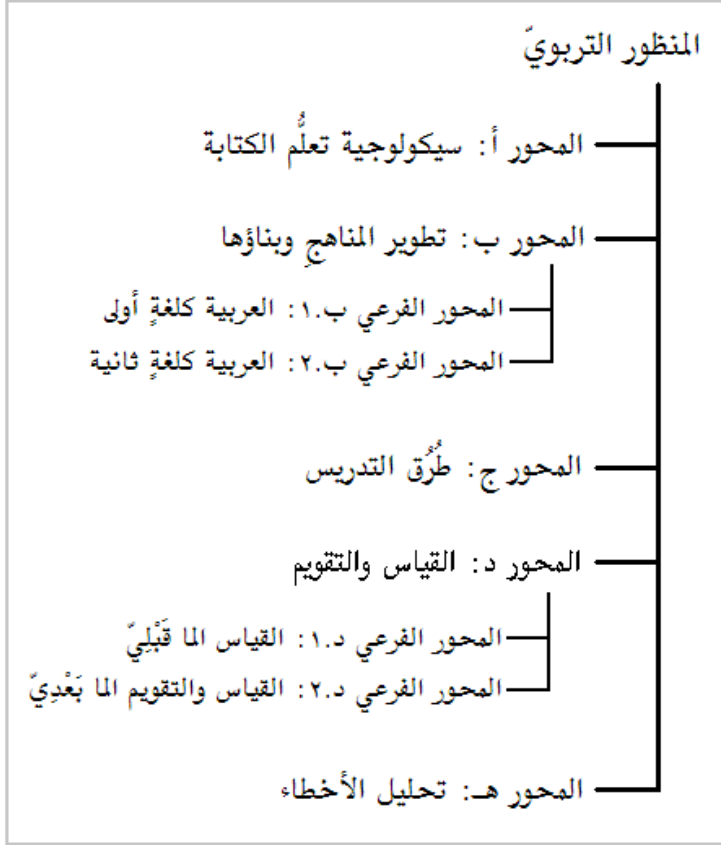 المنظور التربويّ
المحور أ: سيكولوجية تعلُّم الكتابة
المحور ب: تطوير المناهجِ وبناؤها
المحور الفرعي ب.١: العربية كلغةٍ أولى
المحور الفرعي ب.٢: العربية كلغةٍ ثانية
المحور ج: طُرُق التدريس
المحور د: القياس والتقويم
المحور الفرعي د.١: القياس الما قَبْلِيّ
المحور الفرعي د.٢: القياس والتقويم الما بَعْدِيّ
المحور هـ: تحليل الأخطاء